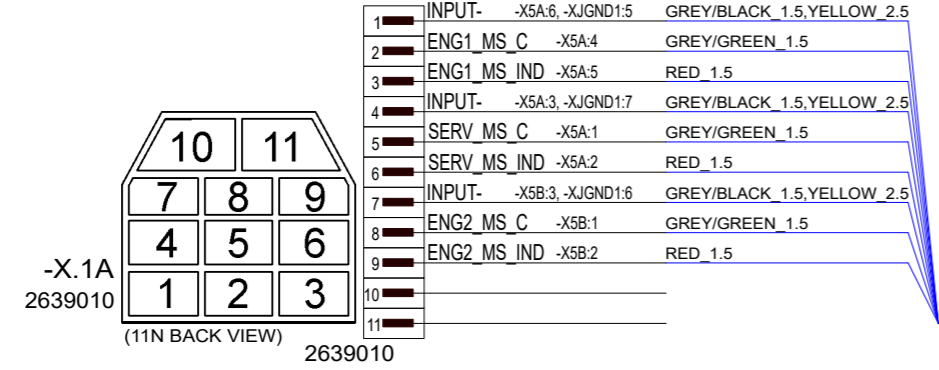 1 INPUT- -X5A:6, -XJGND1:5 GREY/BLACK_1.5,YELLOW_2.5
2 ENG1_MS_C -X5A:4 GREY/GREEN_1.5
3 ENG1_MS_IND -X5A:5 RED_1.5
4 INPUT- -X5A:3, -XJGND1:7 GREY/BLACK_1.5,YELLOW_2.5
5 SERV_MS_C -X5A:1 GREY/GREEN_1.5
6 SERV_MS_IND -X5A:2 RED_1.5
7 INPUT- -X5B:3, -XJGND1:6 GREY/BLACK_1.5,YELLOW_2.5
8 ENG2_MS_C -X5B:1 GREY/GREEN_1.5
9 ENG2_MS_IND -X5B:2 RED_1.5
10
11
10 11
7 8 9
4 5 6
1 2 3
-X.1A
2639010
(11N BACK VIEW)
2639010